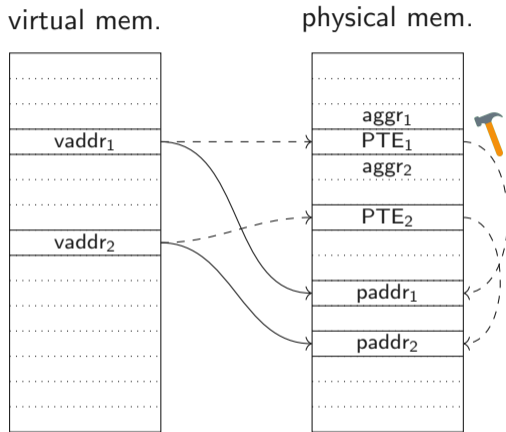 virtual mem.
physical mem.
aggr₁
vaddr₁
PTE₁
aggr₂
PTE₂
vaddr₂
paddr₁
paddr₂